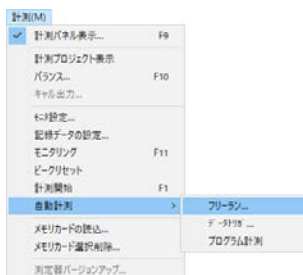 計測(M)
計測パネル表示... F9
計測プロジェクト表示
バランス... F10
キャル出力...
モニタ設定...
記録データの設定...
モニタリング F11
ピークリセット
計測開始 F1
自動計測
フリーラン...
データトリガ...
プログラム計測
メモリカードの読込...
メモリカード選択削除...
測定器バージョンアップ...